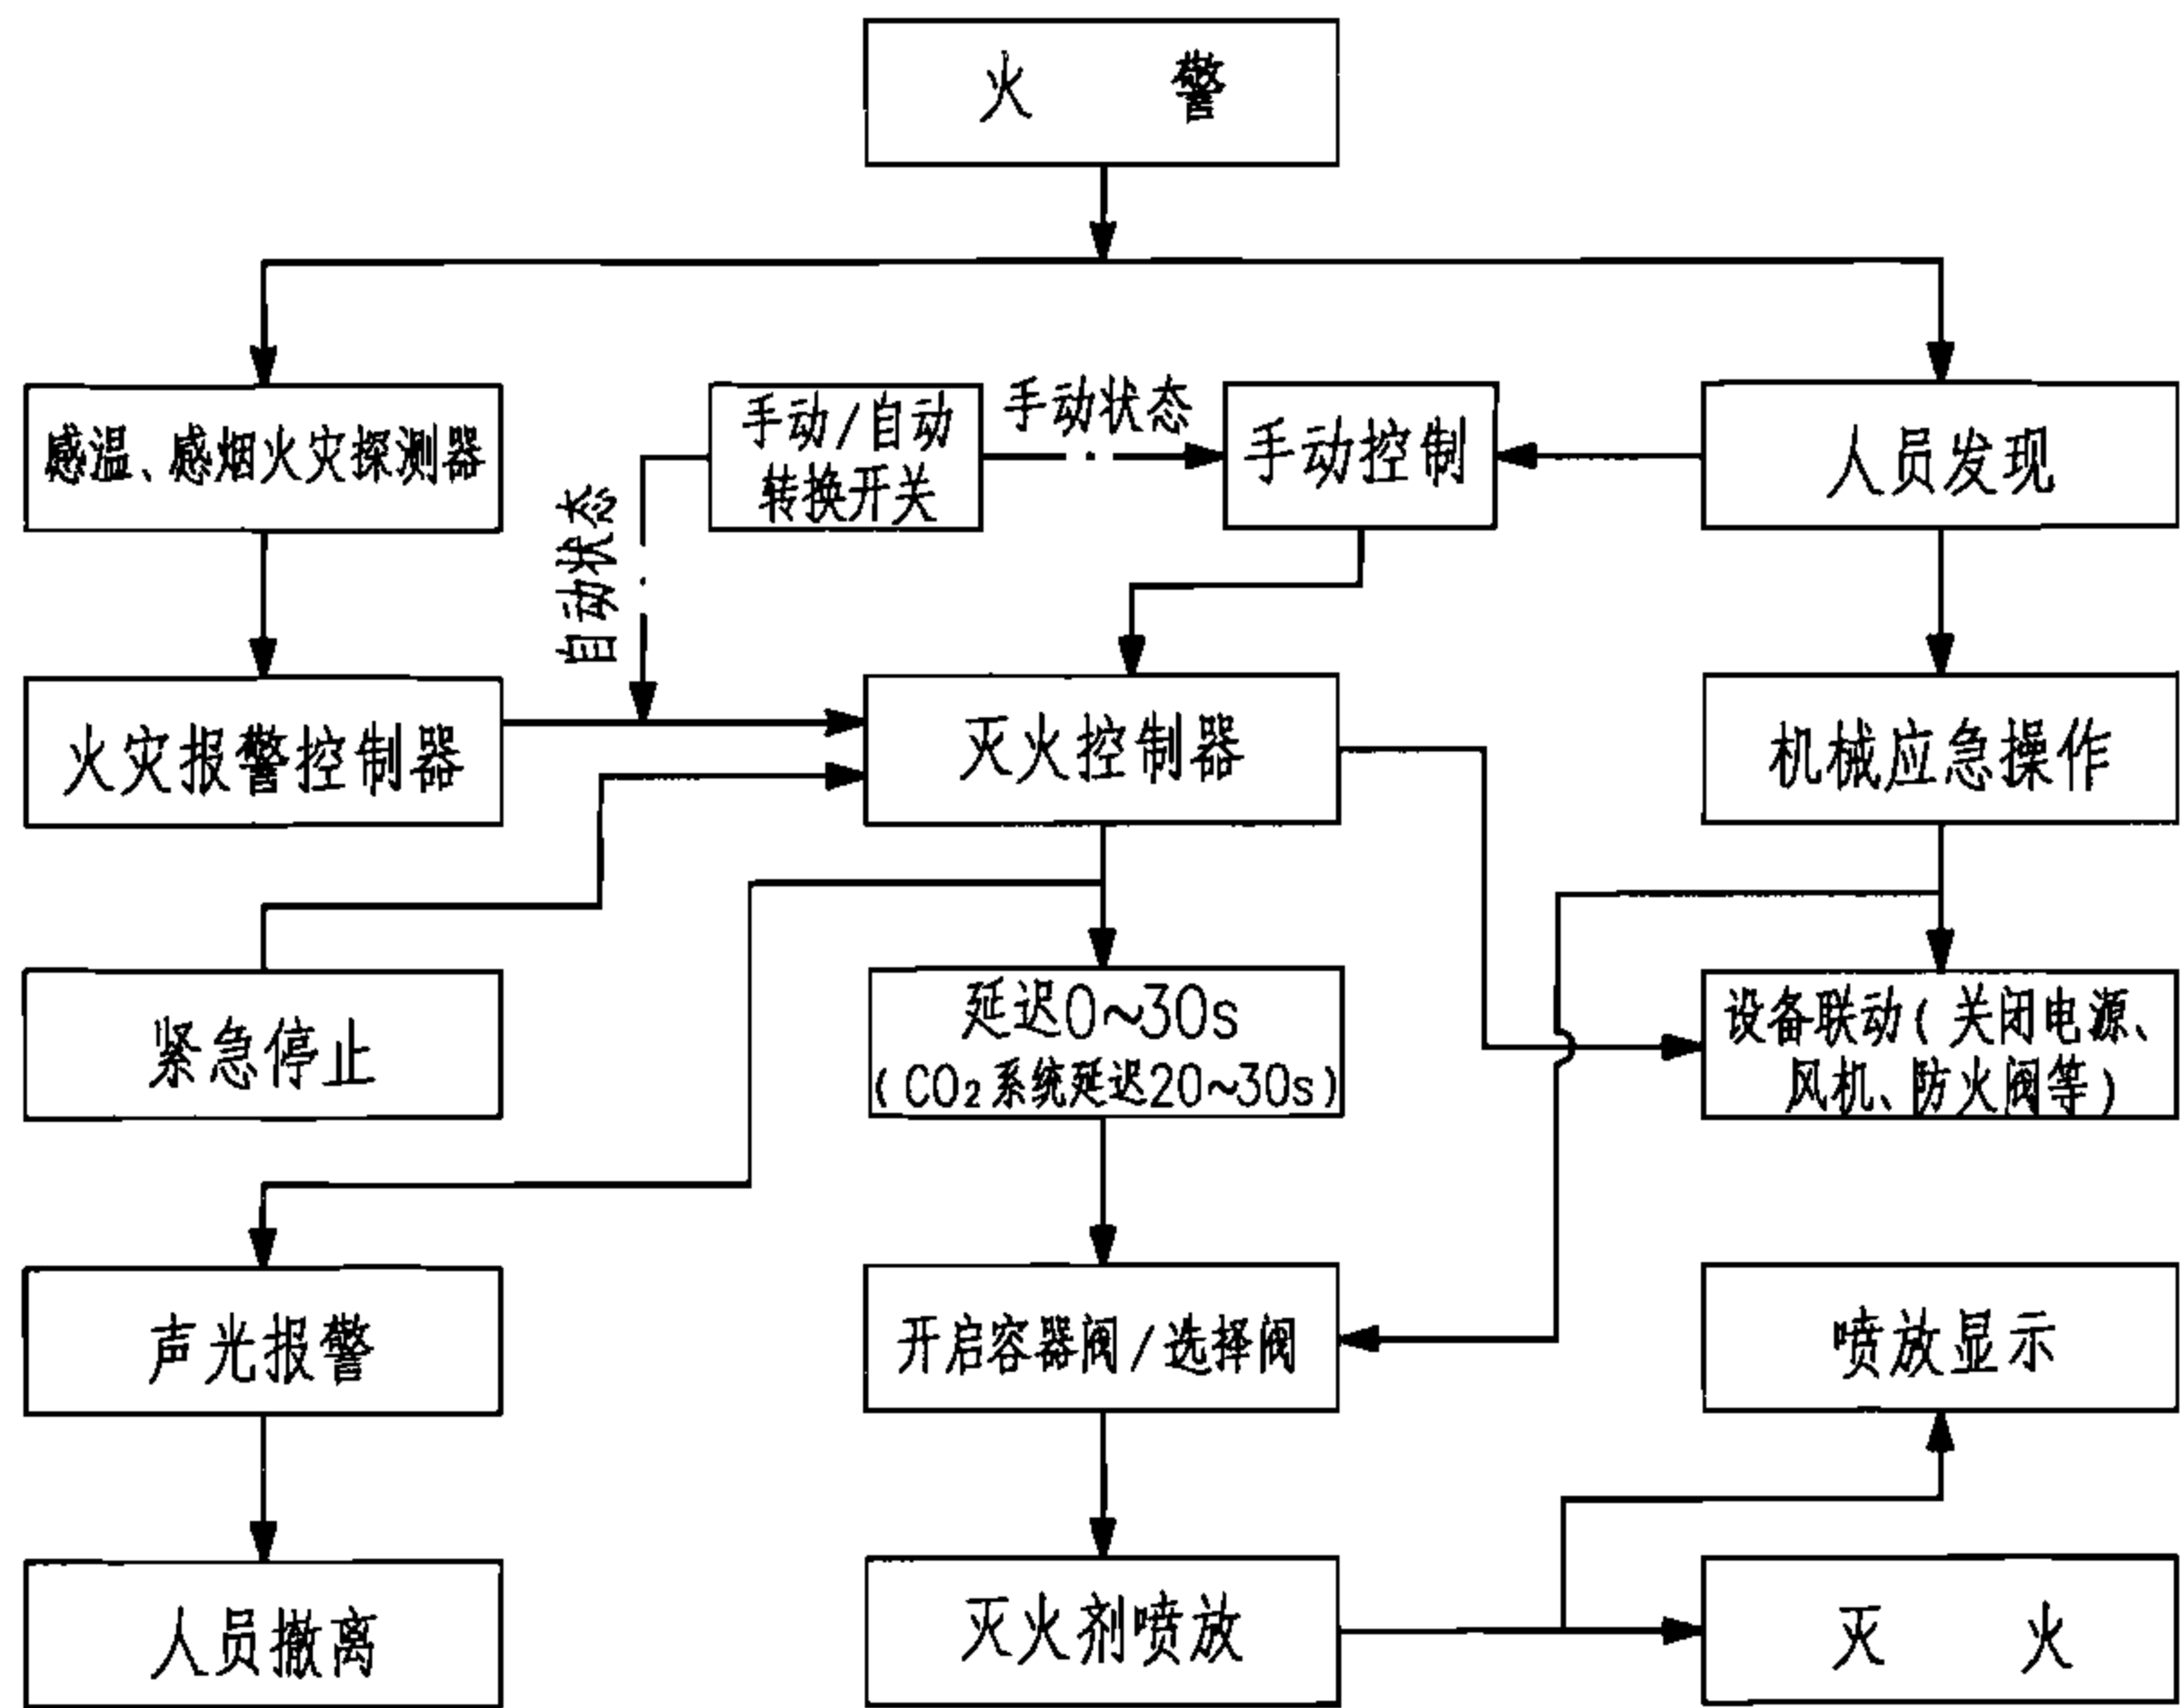 火 警
感温、感烟火灾探测器
手动/自动
转换开关
手动状态
手动控制
人员发现
自动状态
火灾报警控制器
灭火控制器
机械应急操作
紧急停止
延迟0~30s
(CO₂系统延迟20~30s)
设备联动(关闭电源、
风机、防火阀等)
声光报警
开启容器阀/选择阀
喷放显示
人员撤离
灭火剂喷放
灭 火